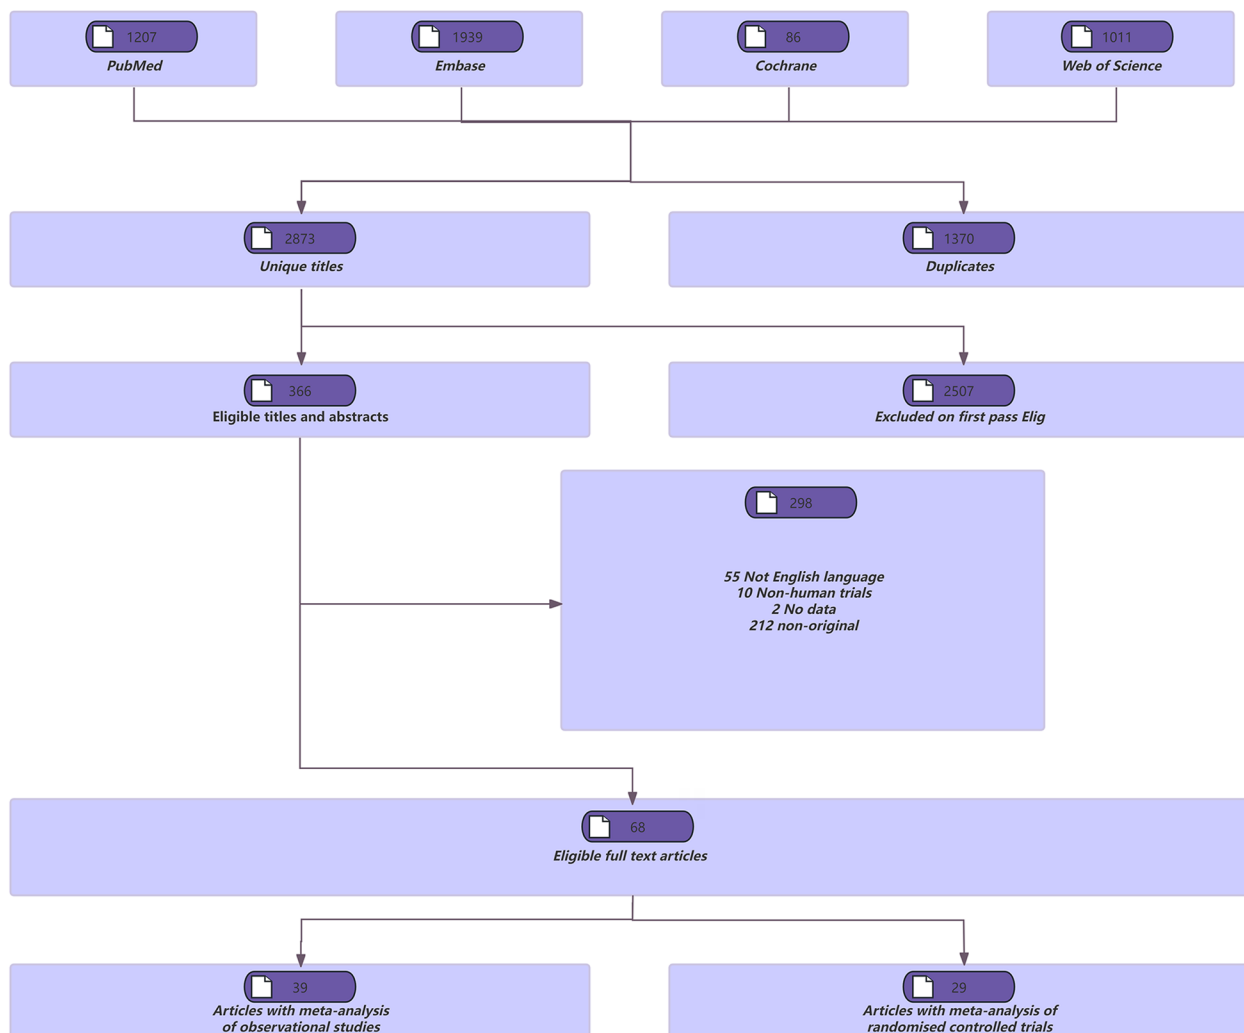 1207
PubMed
1939
Embase
86
Cochrane
1011
Web of Science
2873
Unique titles
1370
Duplicates
366
Eligible titles and abstracts
2507
Excluded on first pass Elig
298
55 Not English language
10 Non-human trials
2 No data
212 non-original
68
Eligible full text articles
39
Articles with meta-analysis
of observational studies
29
Articles with meta-analysis of
randomised controlled trials